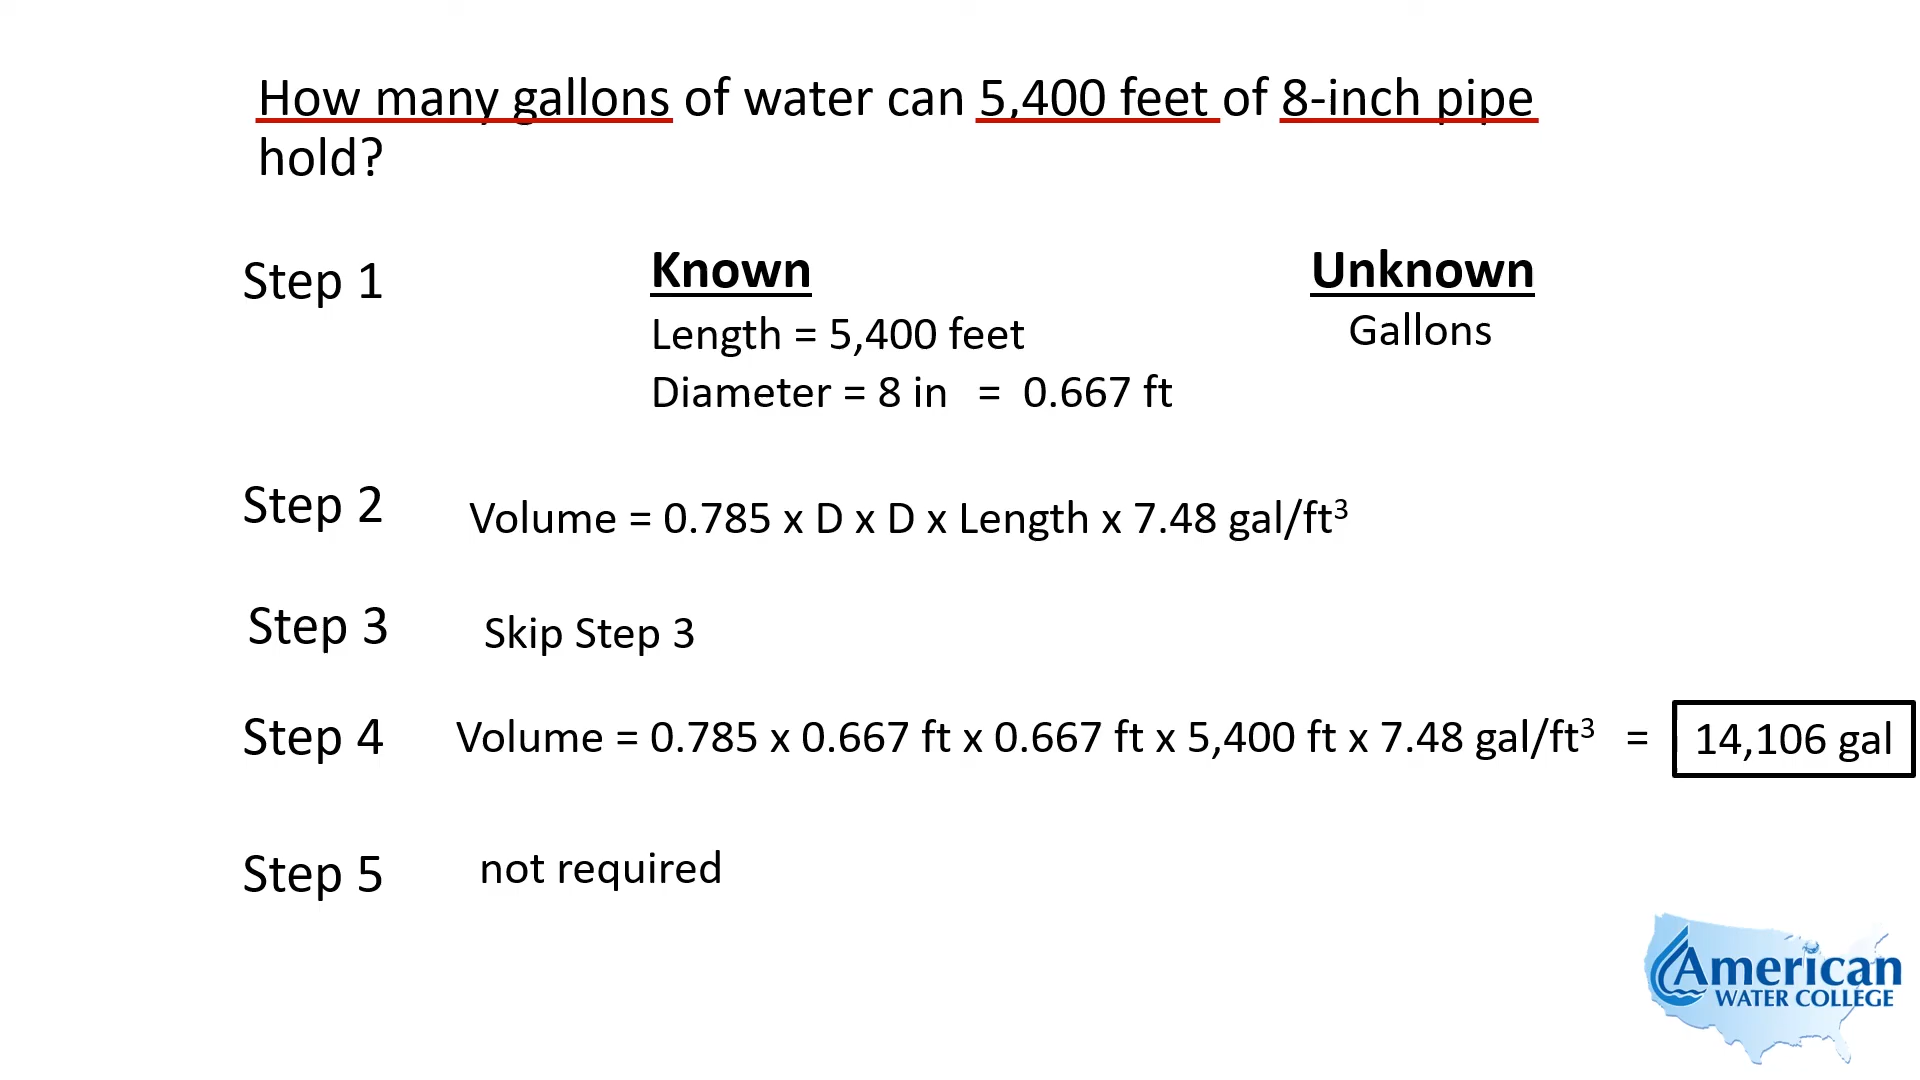 How many gallons of water can 5,400 feet of 8-inch pipe
hold?
Step 1
Known
Unknown
Length = 5,400 feet
Gallons
Diameter = 8 in = 0.667 ft
Step 2
Volume = 0.785 x D x D x Length x 7.48 gal/ft³
Step 3
Skip Step 3
Step 4
Volume = 0.785 x 0.667 ft x 0.667 ft x 5,400 ft x 7.48 gal/ft³ = 14,106 gal
Step 5
not required
American
WATER COLLEGE